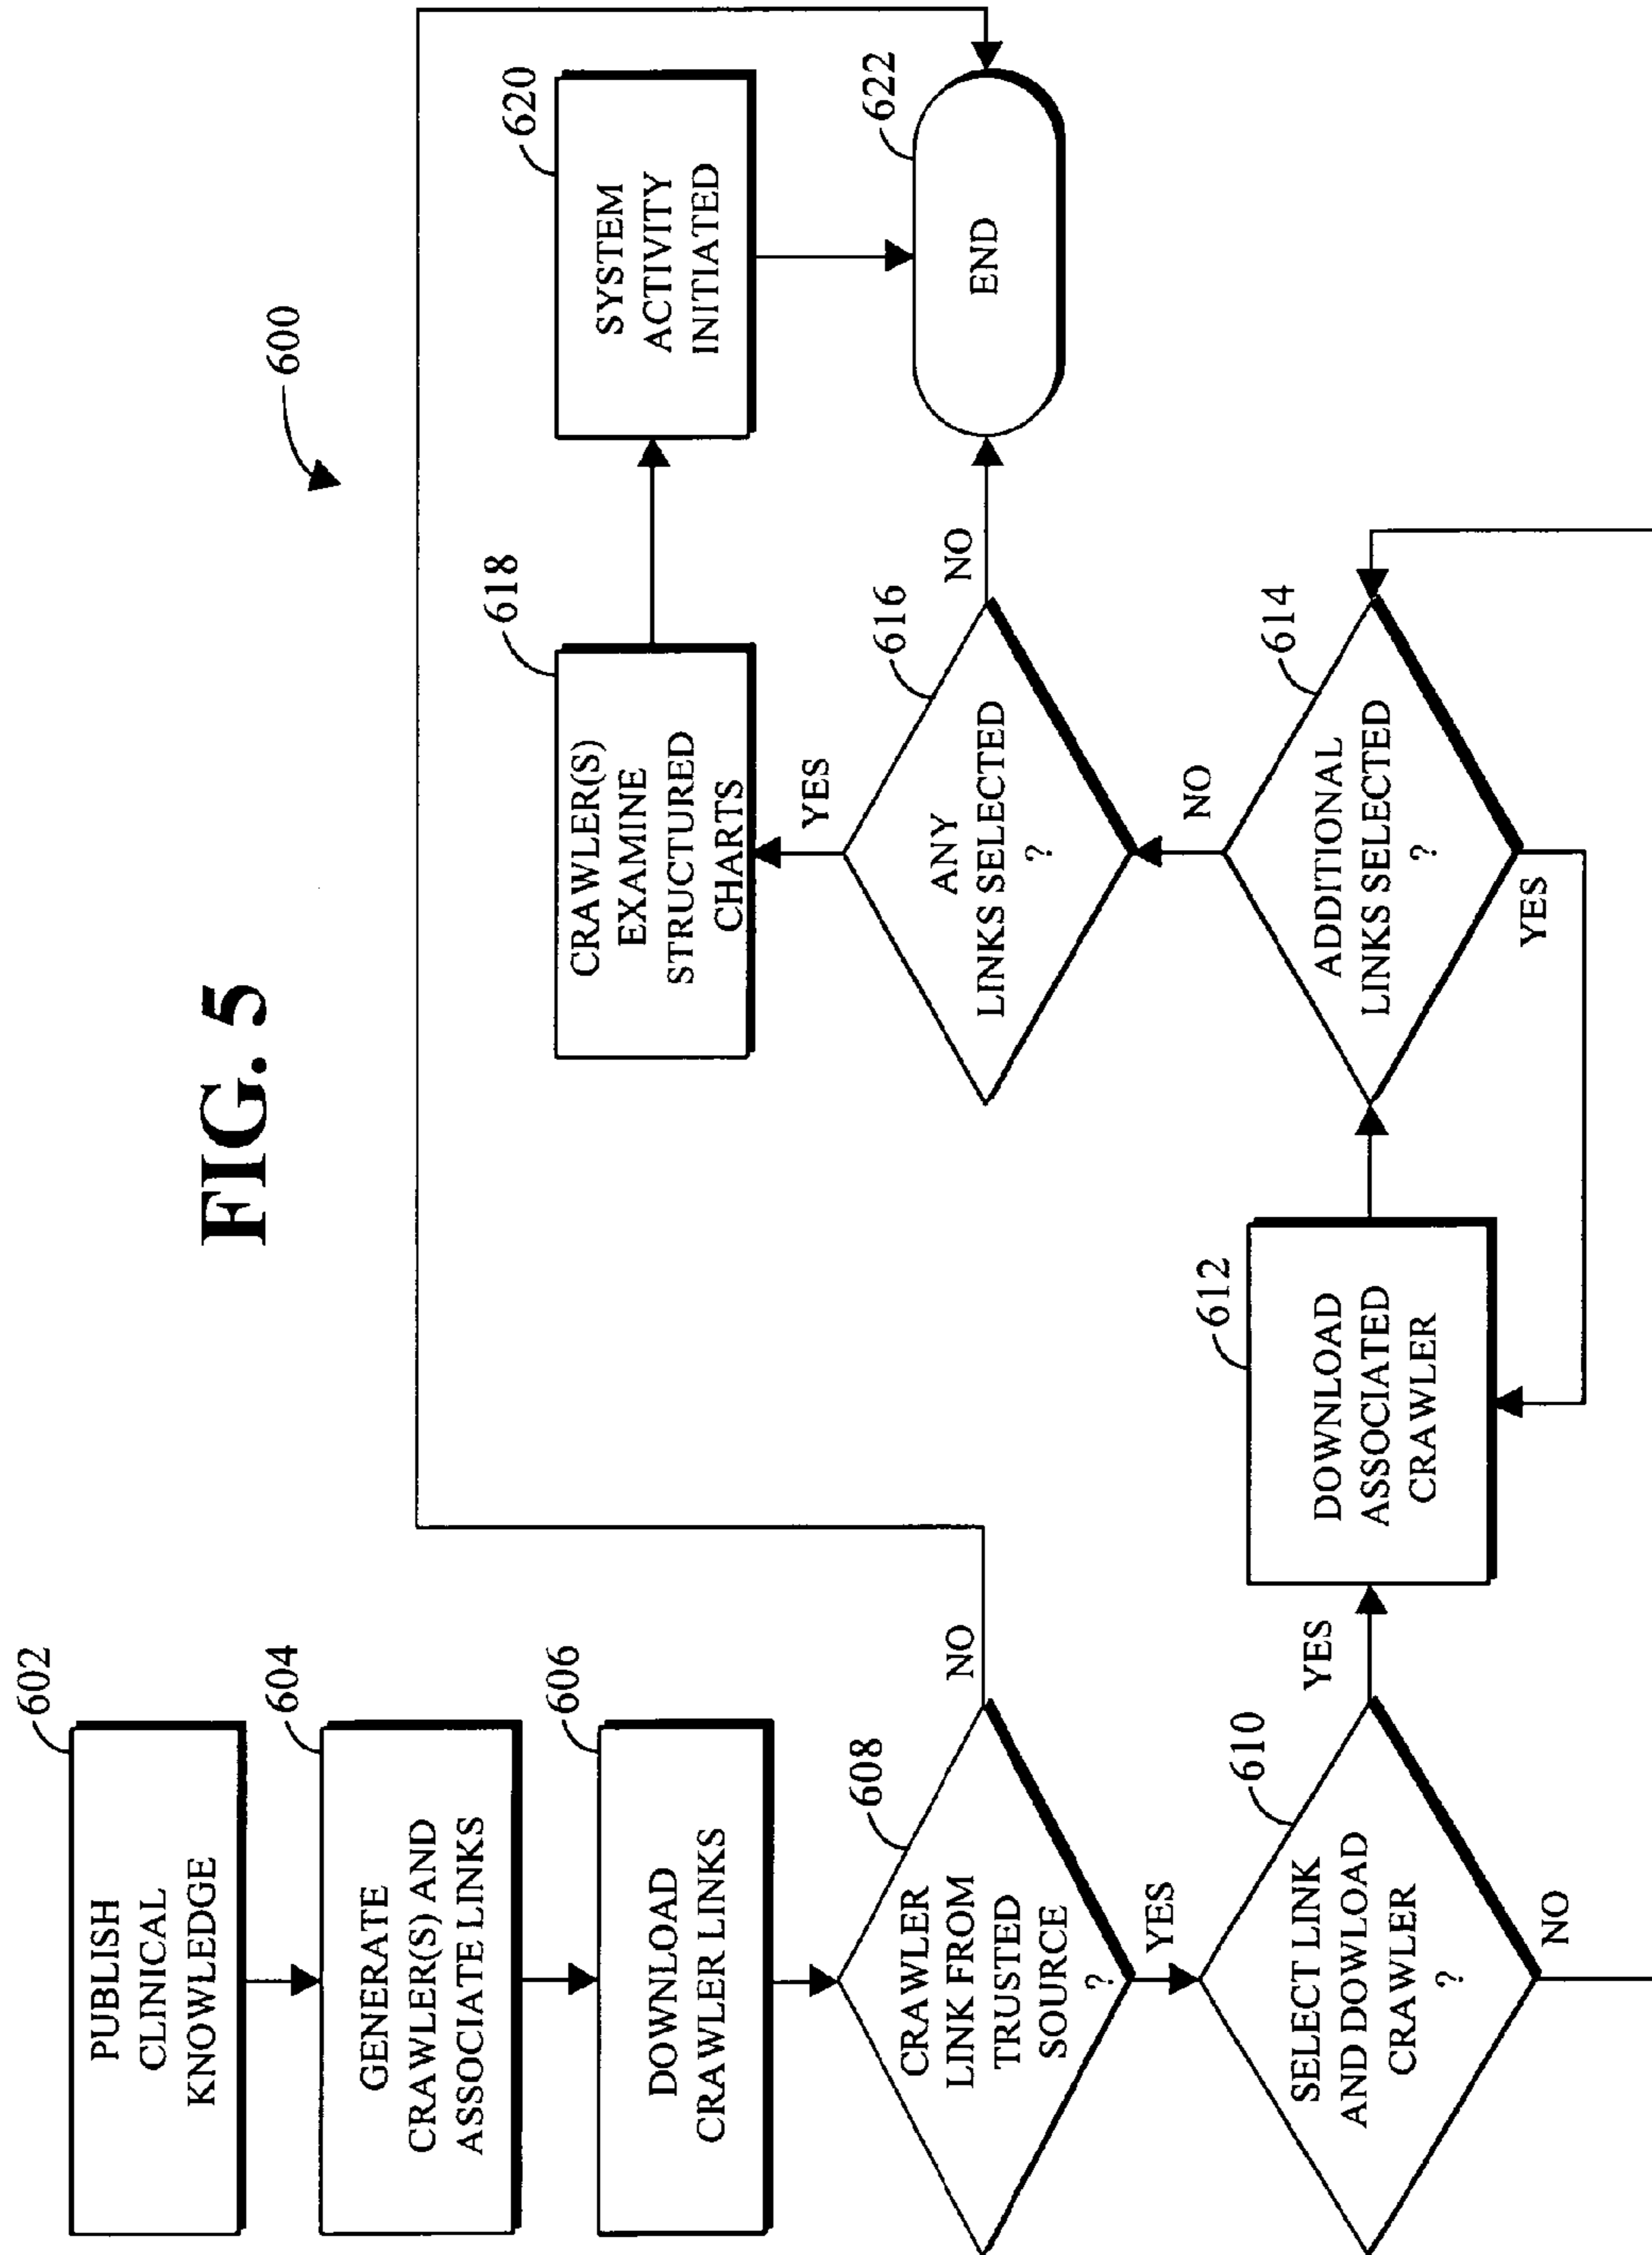 FIG. 5
600
602
PUBLISH
CLINICAL
KNOWLEDGE
604
GENERATE
CRAWLER(S) AND
ASSOCIATE LINKS
606
DOWNLOAD
CRAWLER LINKS
608
CRAWLER
LINK FROM
TRUSTED
SOURCE
?
NO
YES
610
SELECT LINK
AND DOWLOAD
CRAWLER
?
YES
NO
612
DOWNLOAD
ASSOCIATED
CRAWLER
614
ADDITIONAL
LINKS SELECTED
?
YES
NO
616
ANY
LINKS SELECTED
?
NO
YES
618
CRAWLER(S)
EXAMINE
STRUCTURED
CHARTS
620
SYSTEM
ACTIVITY
INITIATED
622
END